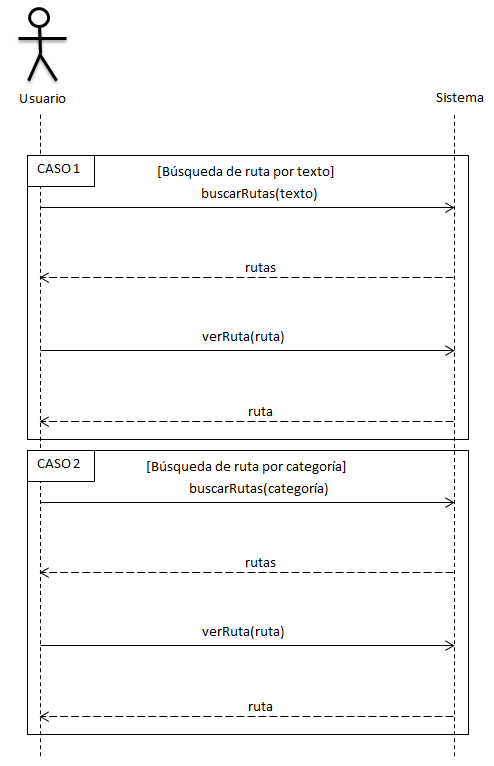 Usuario
Sistema
CASO 1
[Búsqueda de ruta por texto]
buscarRutas(texto)
rutas
verRuta(ruta)
ruta
CASO 2
[Búsqueda de ruta por categoría]
buscarRutas(categoría)
rutas
verRuta(ruta)
ruta